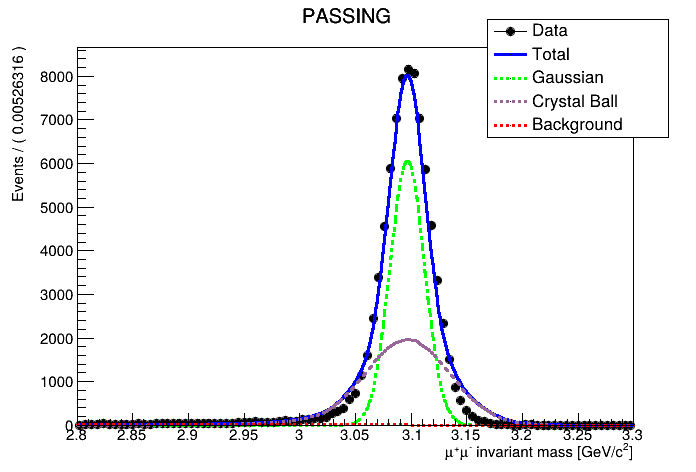 PASSING
Data
Total
Gaussian
Crystal Ball
Background
Events / ( 0.00526316 )
8000
7000
6000
5000
4000
3000
2000
1000
0
2.8 2.85 2.9 2.95 3 3.05 3.1 3.15 3.2 3.25 3.3
μ⁺μ⁻ invariant mass [GeV/c²]